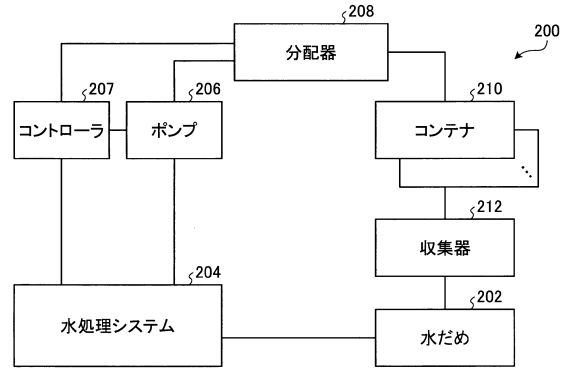 208
分配器
200
207
コントローラ
206
ポンプ
210
コンテナ
212
収集器
204
水処理システム
202
水だめ